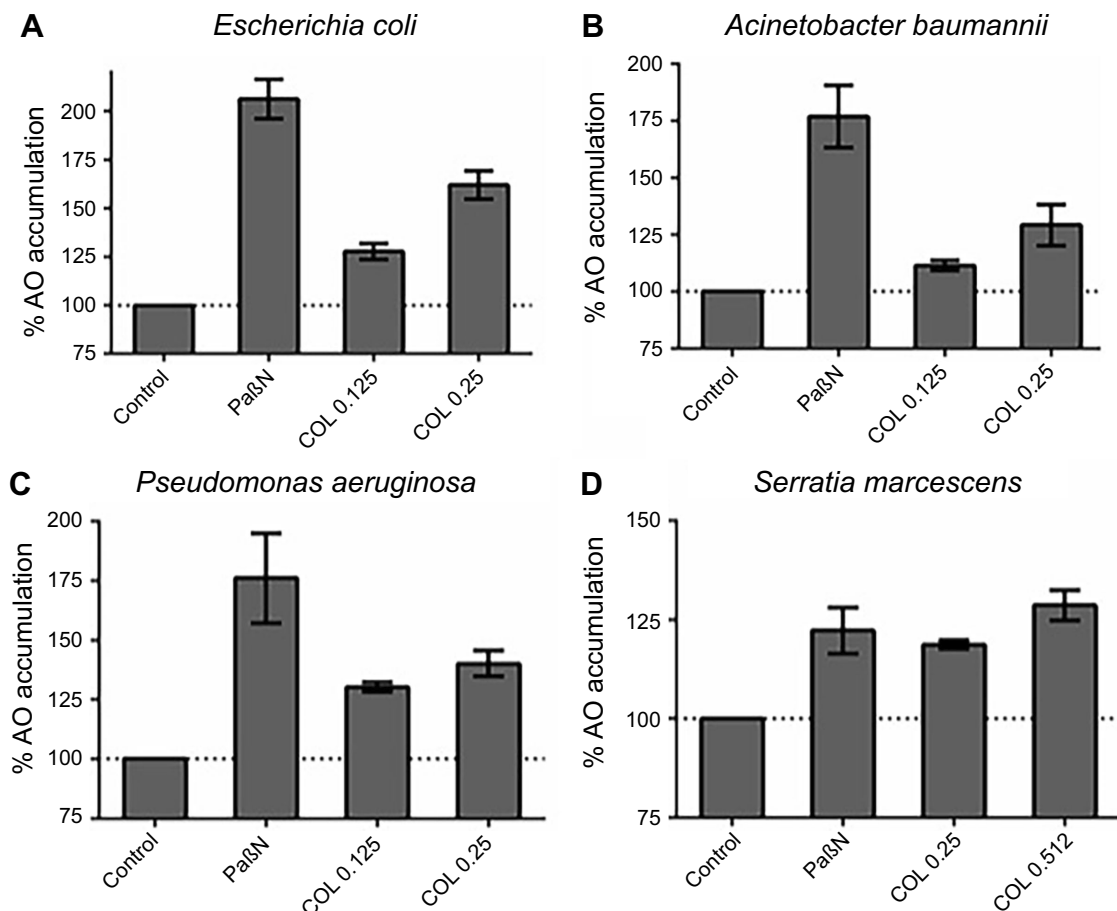 A Escherichia coli
% AO accumulation
200
175
150
125
100
75
Control
PaßN
COL 0.125
COL 0.25
B Acinetobacter baumannii
% AO accumulation
200
175
150
125
100
75
Control
PaßN
COL 0.125
COL 0.25
C Pseudomonas aeruginosa
% AO accumulation
200
175
150
125
100
75
Control
PaßN
COL 0.125
COL 0.25
D Serratia marcescens
% AO accumulation
150
125
100
75
Control
PaßN
COL 0.25
COL 0.512